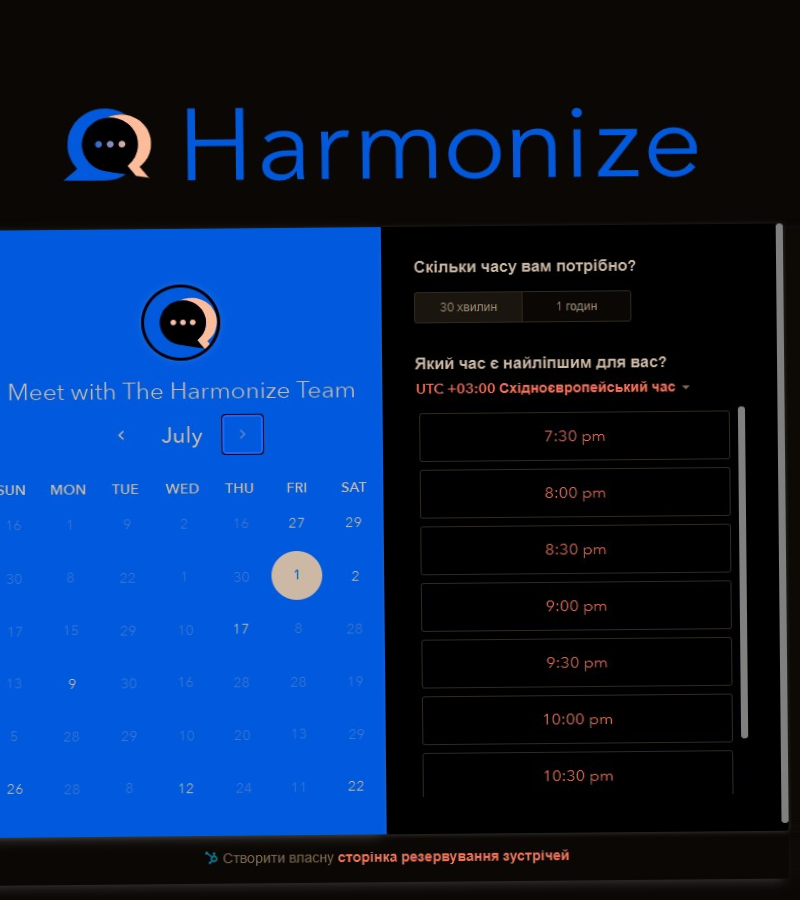 Harmonize
Meet with The Harmonize Team
July
SUN MON TUE WED THU FRI SAT
16 1 9 2 16 27 29
30 8 22 1 30 1 2
17 15 29 10 17 8 28
13 9 30 16 28 28 19
5 28 29 10 20 13 29
26 28 8 12 24 11 22
Скільки часу вам потрібно?
30 хвилин 1 годин
Який час є найліпшим для вас?
UTC +03:00 Східноєвропейський час
7:30 pm
8:00 pm
8:30 pm
9:00 pm
9:30 pm
10:00 pm
10:30 pm
Створити власну сторінка резервування зустрічей